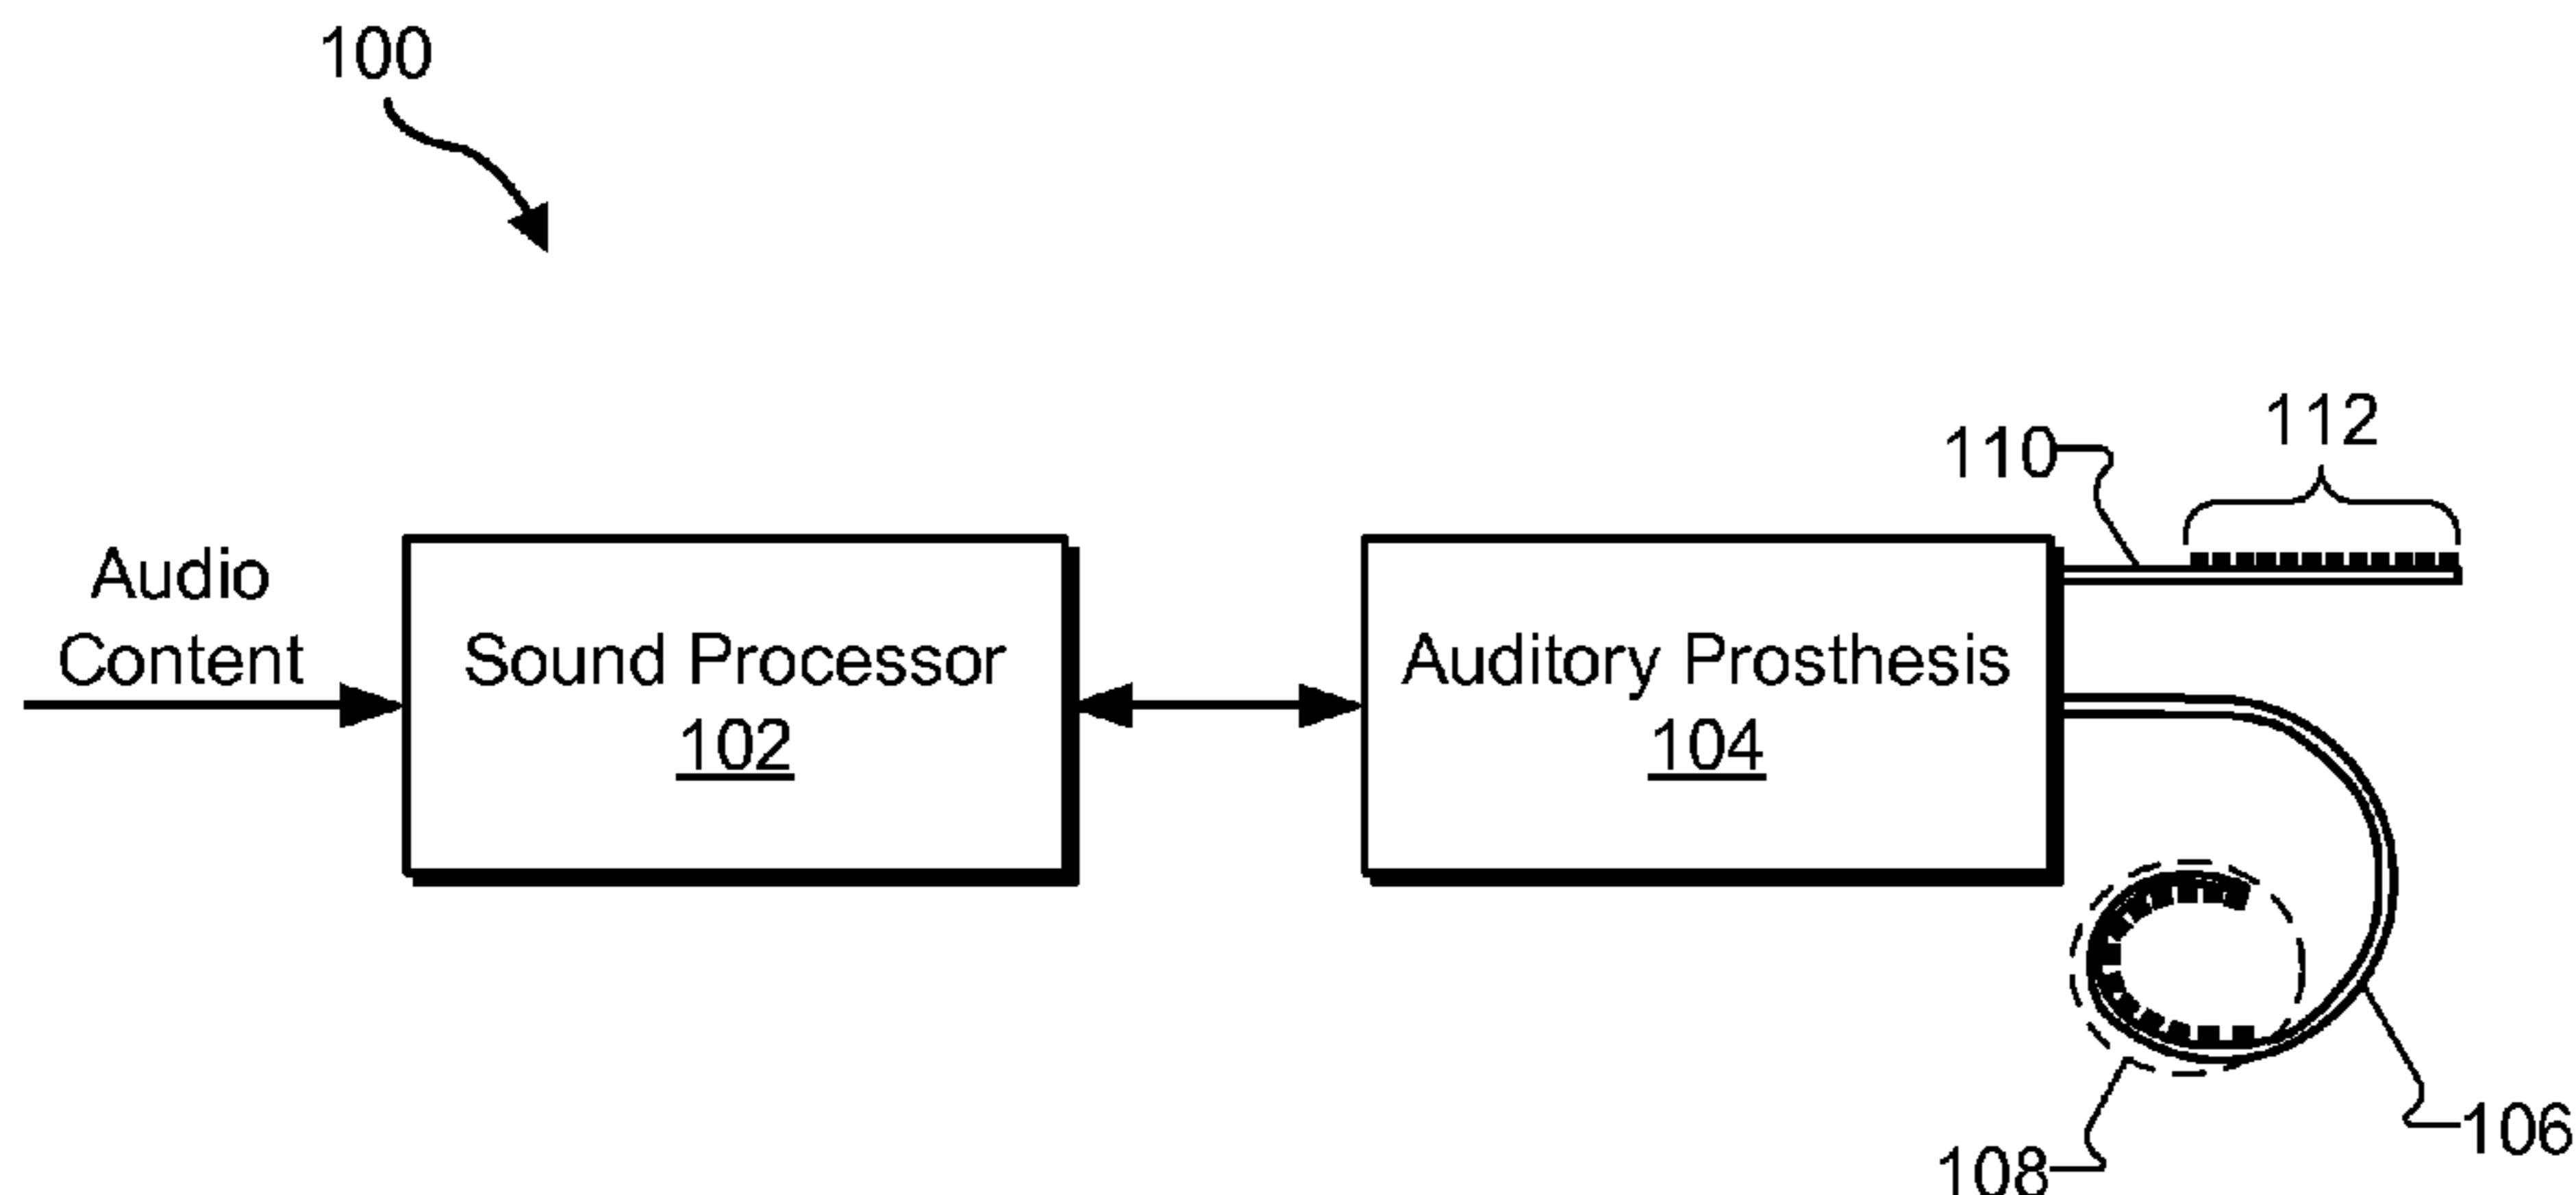 100
112
110
Audio
Content
Sound Processor
102
Auditory Prosthesis
104
106
108